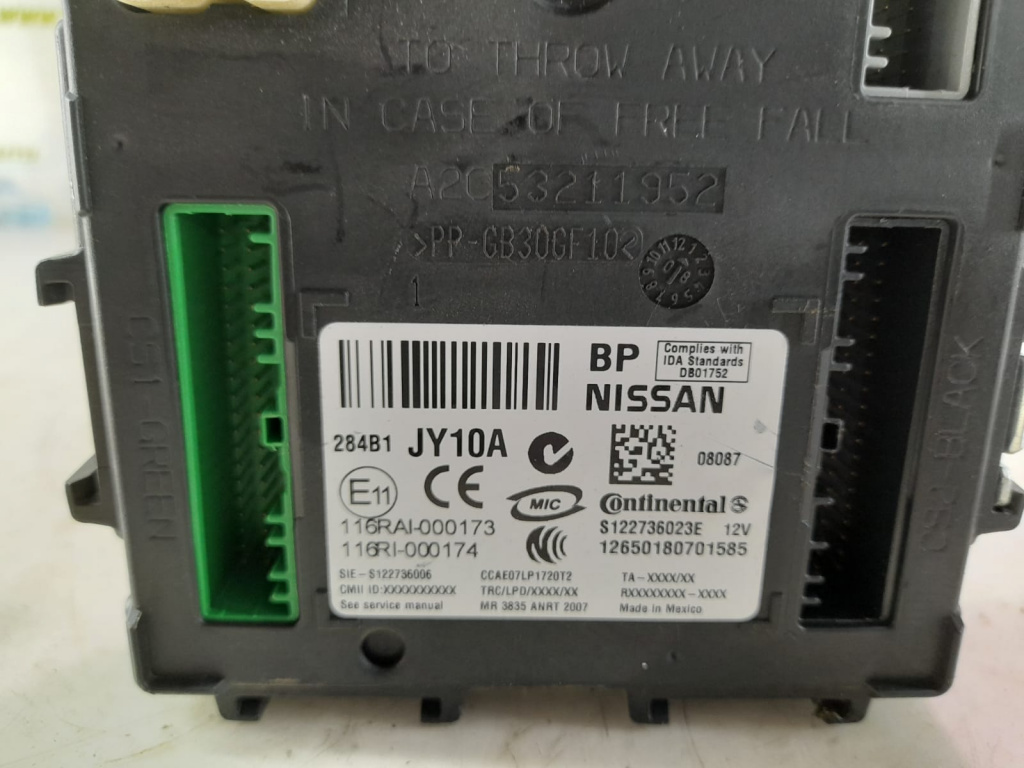 TO THROW AWAY
IN CASE OF FREE FALL
A2C53211952
>PP-GB30GF10<
1
CS1-GREEN
CS2-BLACK
BP
Complies with
IDA Standards
DB01752
NISSAN
284B1 JY10A
08087
E11
CE
MIC
Continental
116RAI-000173
S122736023E 12V
116RI-000174
12650180701585
SIE-S122736006 CCAE07LP1720T2 TA-XXXX/XX
CMII ID:XXXXXXXXXX TRC/LPD/XXXX/XX RXXXXXXXXX-XXXX
See service manual MR 3835 ANRT 2007 Made in Mexico